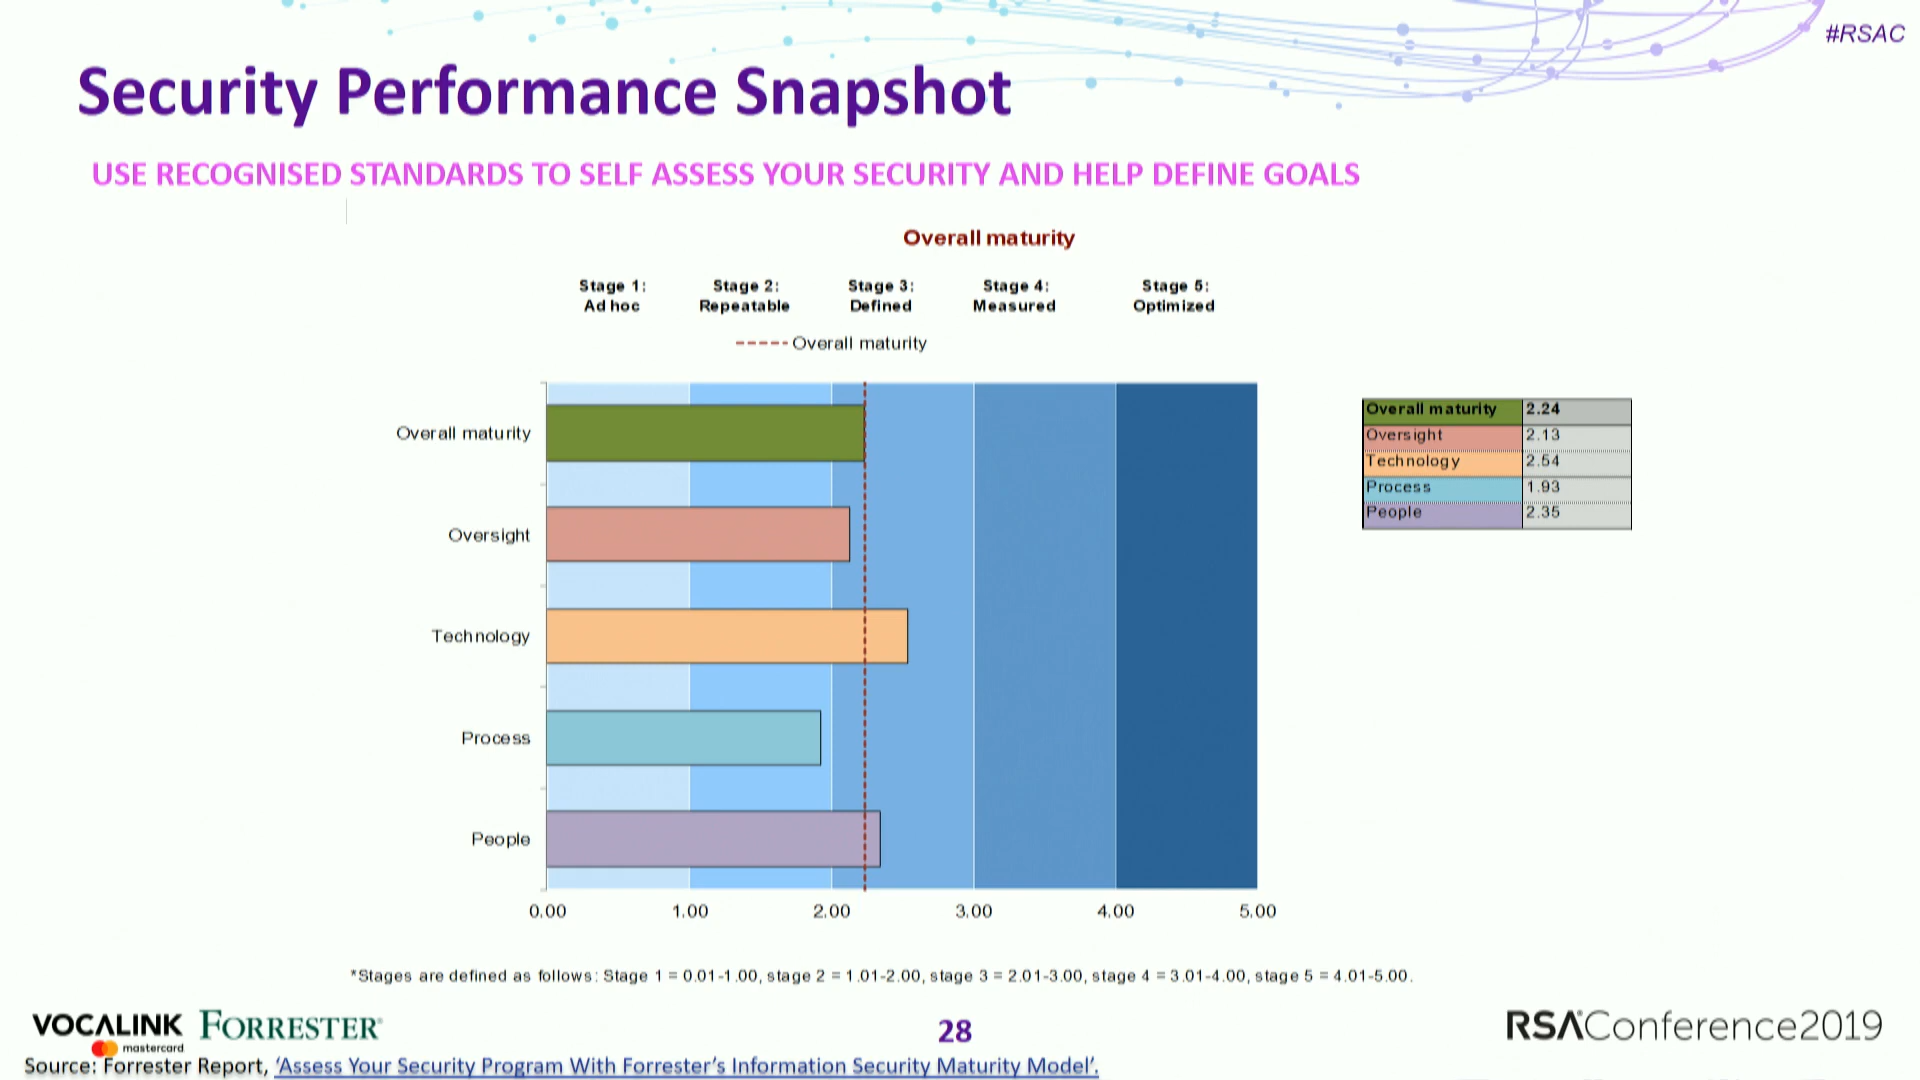 #RSAC
Security Performance Snapshot
USE RECOGNISED STANDARDS TO SELF ASSESS YOUR SECURITY AND HELP DEFINE GOALS
Overall maturity
Stage 1: Stage 2: Stage 3: Stage 4: Stage 5:
Ad hoc Repeatable Defined Measured Optimized
Overall maturity
Overall maturity
Oversight
Technology
Process
People
0.00 1.00 2.00 3.00 4.00 5.00
Overall maturity 2.24
Oversight 2.13
Technology 2.54
Process 1.93
People 2.35
*Stages are defined as follows: Stage 1 = 0.01-1.00, stage 2 = 1.01-2.00, stage 3 = 2.01-3.00, stage 4 = 3.01-4.00, stage 5 = 4.01-5.00.
VOCALINK FORRESTER®
mastercard
28
RSAConference2019
Source: Forrester Report, ‘Assess Your Security Program With Forrester’s Information Security Maturity Model’.